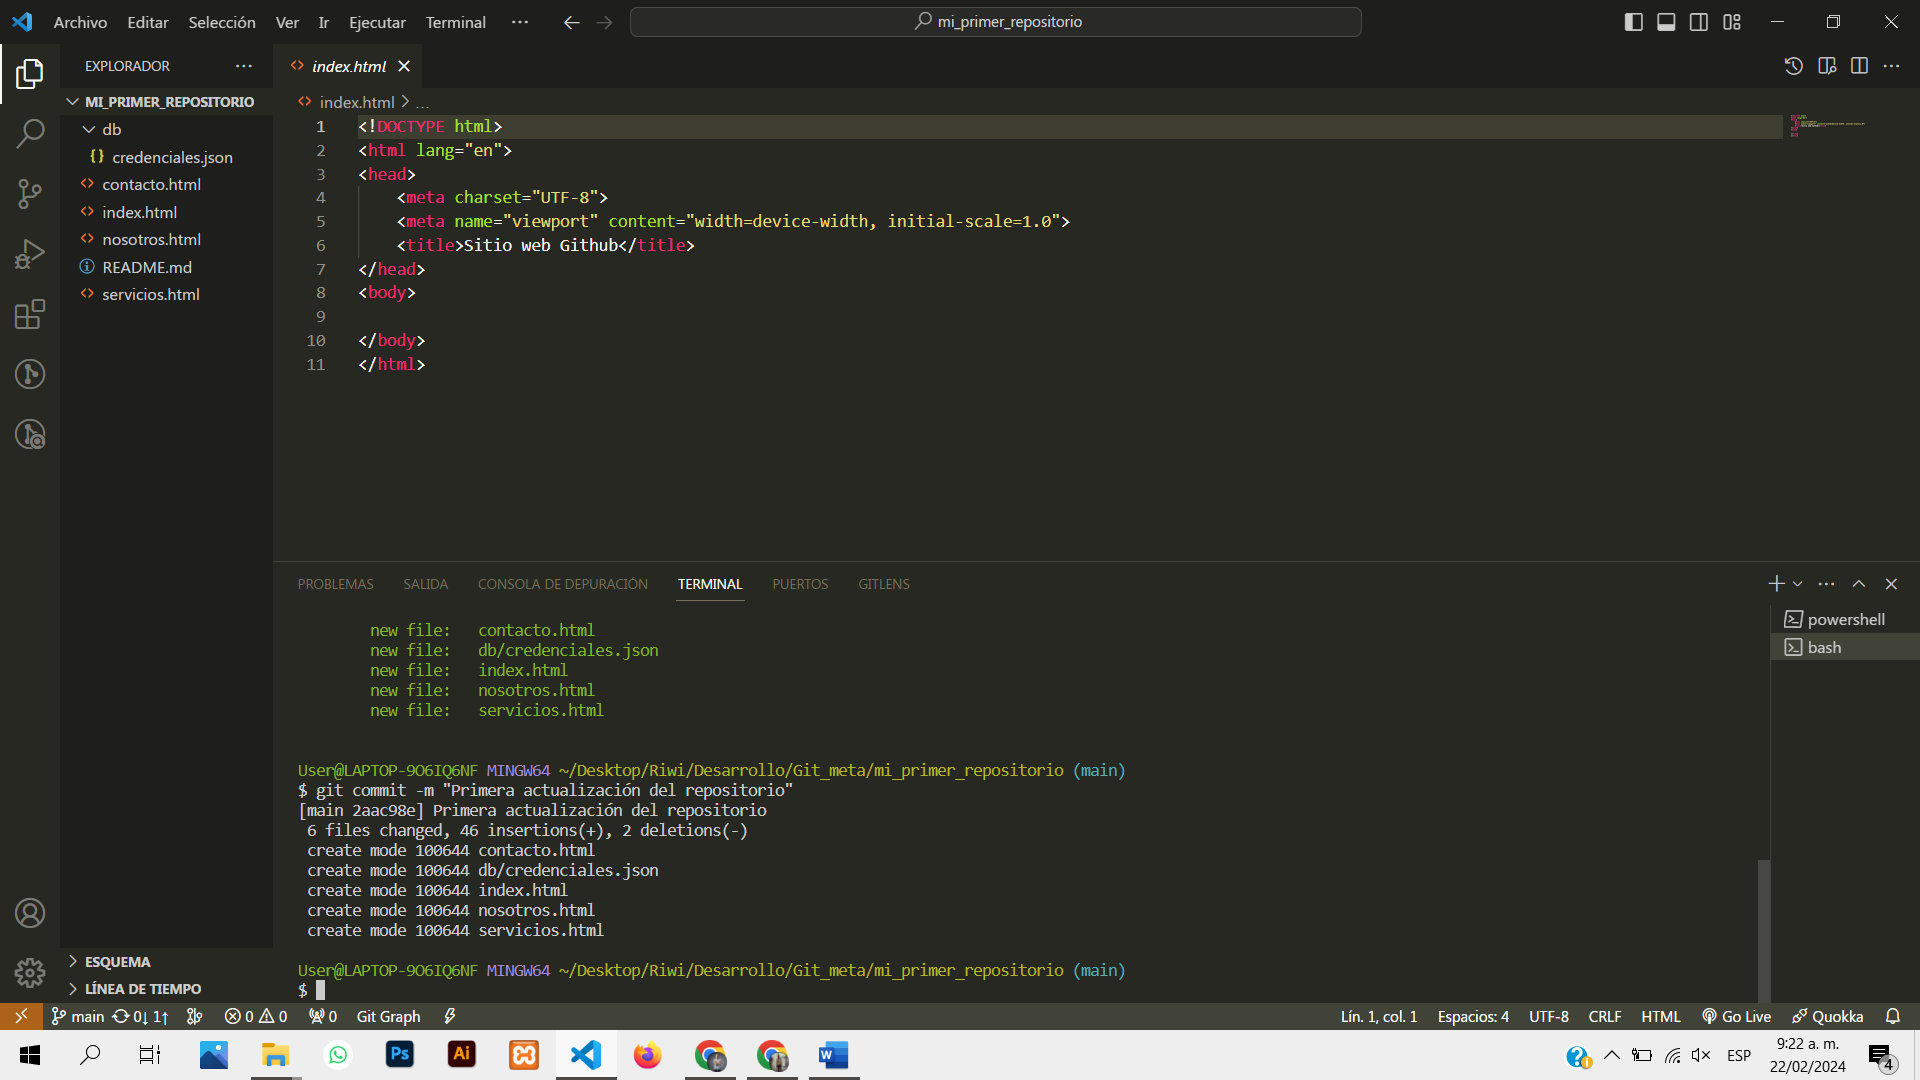 Archivo Editar Selección Ver Ir Ejecutar Terminal ··· mi_primer_repositorio
EXPLORADOR
MI_PRIMER_REPOSITORIO
db
{} credenciales.json
contacto.html
index.html
nosotros.html
README.md
servicios.html
ESQUEMA
LÍNEA DE TIEMPO
index.html
index.html > ...
1 <!DOCTYPE html>
2 <html lang="en">
3 <head>
4 <meta charset="UTF-8">
5 <meta name="viewport" content="width=device-width, initial-scale=1.0">
6 <title>Sitio web Github</title>
7 </head>
8 <body>
9
10 </body>
11 </html>
PROBLEMAS SALIDA CONSOLA DE DEPURACIÓN TERMINAL PUERTOS GITLENS
powershell
bash
new file: contacto.html
new file: db/credenciales.json
new file: index.html
new file: nosotros.html
new file: servicios.html
User@LAPTOP-9O6IQ6NF MINGW64 ~/Desktop/Riwi/Desarrollo/Git_meta/mi_primer_repositorio (main)
$ git commit -m "Primera actualización del repositorio"
[main 2aac98e] Primera actualización del repositorio
6 files changed, 46 insertions(+), 2 deletions(-)
create mode 100644 contacto.html
create mode 100644 db/credenciales.json
create mode 100644 index.html
create mode 100644 nosotros.html
create mode 100644 servicios.html
User@LAPTOP-9O6IQ6NF MINGW64 ~/Desktop/Riwi/Desarrollo/Git_meta/mi_primer_repositorio (main)
$
main 0↓ 1↑ 0 0 0 Git Graph Lín. 1, col. 1 Espacios: 4 UTF-8 CRLF HTML Go Live Quokka
Ps Ai W ESP 9:22 a. m.
22/02/2024 4